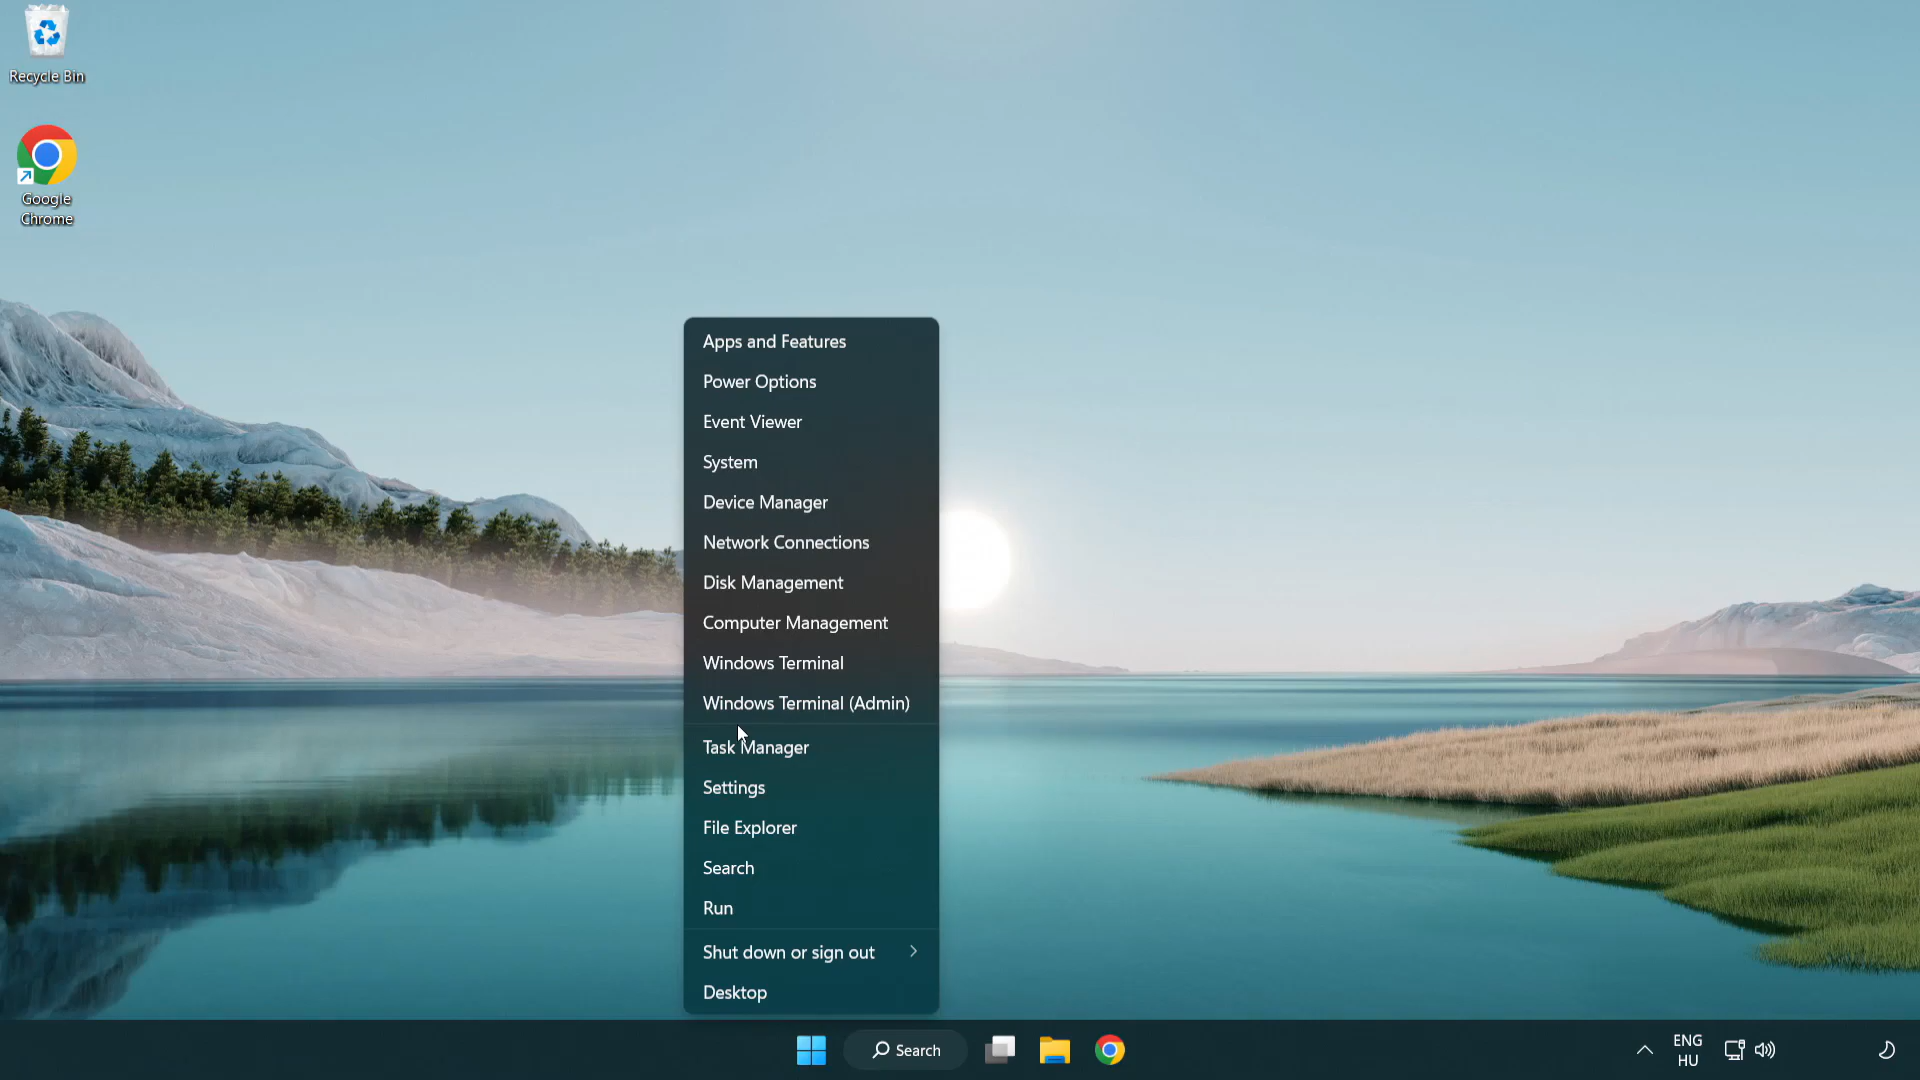 Recycle Bin
Google
Chrome
Apps and Features
Power Options
Event Viewer
System
Device Manager
Network Connections
Disk Management
Computer Management
Windows Terminal
Windows Terminal (Admin)
Task Manager
Settings
File Explorer
Search
Run
Shut down or sign out
Desktop
Search
ENG
HU